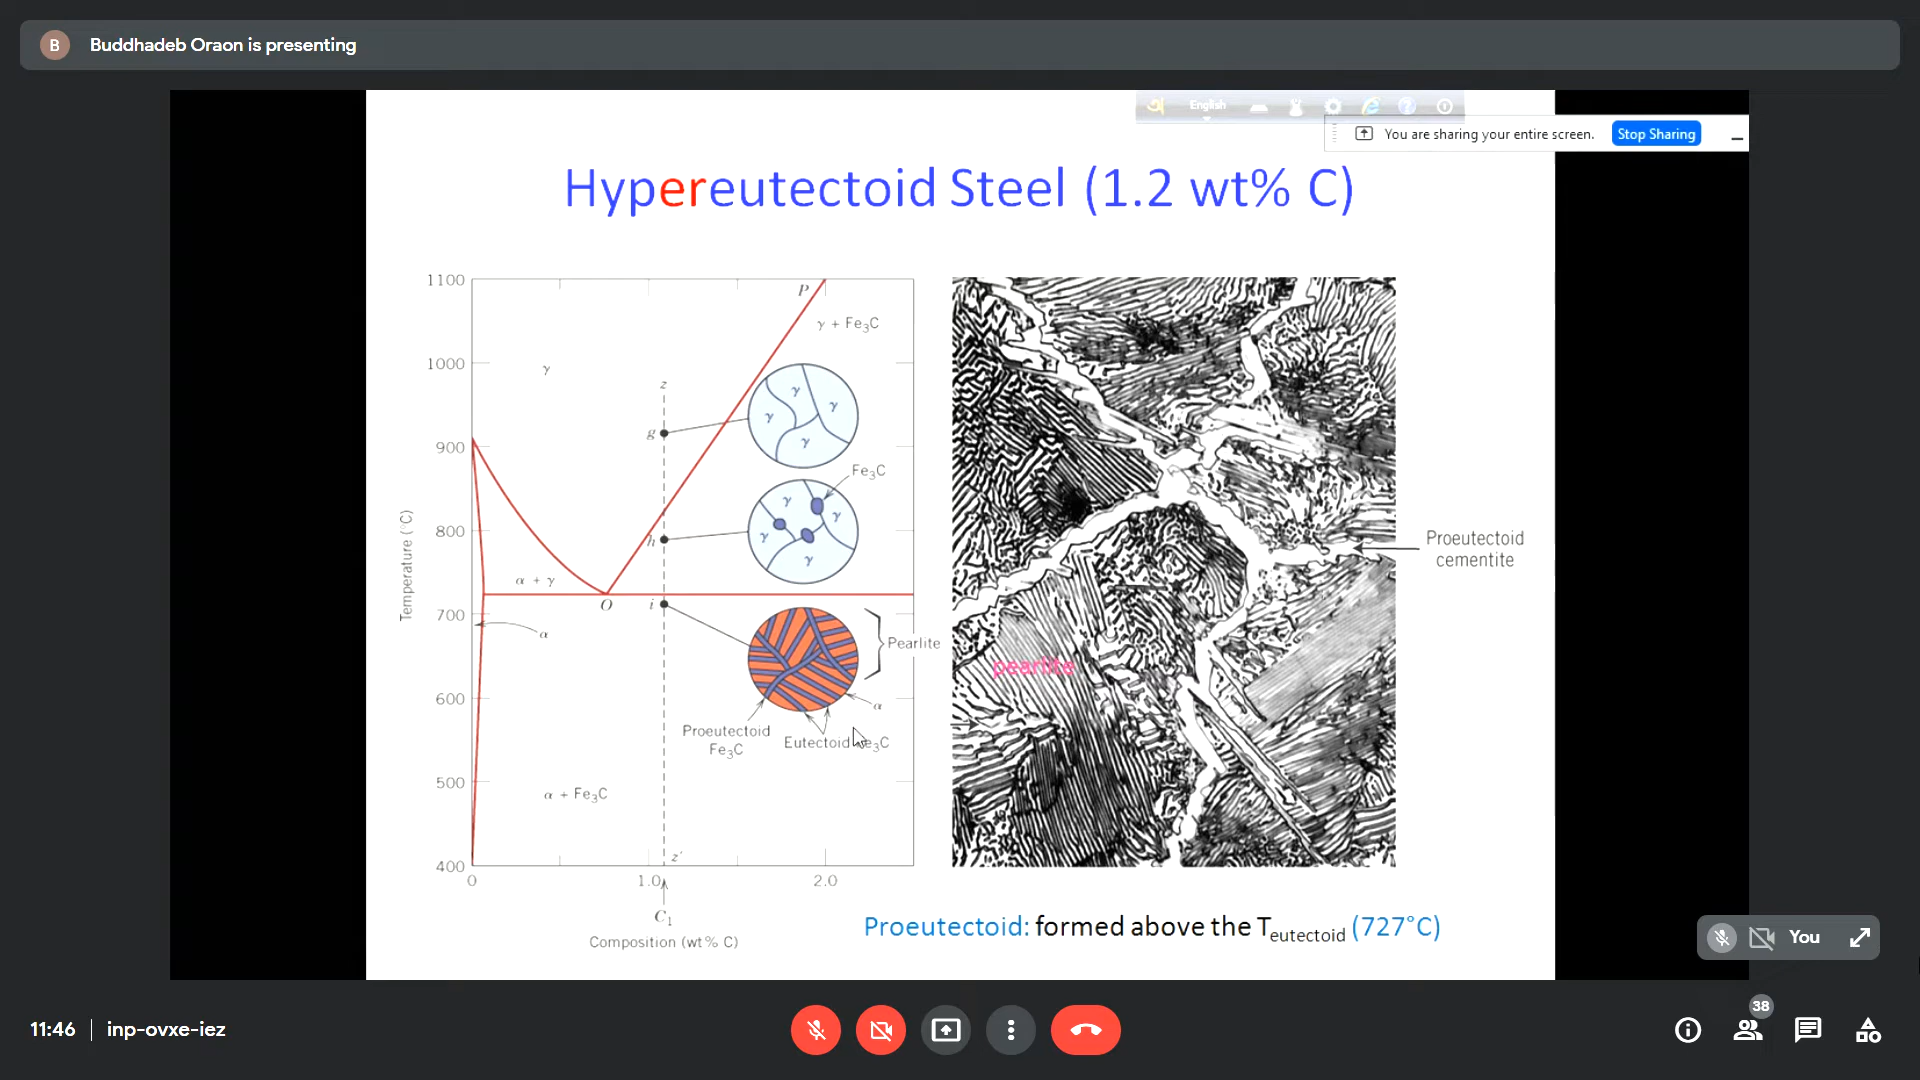 B Buddhadeb Oraon is presenting
English
You are sharing your entire screen. Stop Sharing
Hypereutectoid Steel (1.2 wt% C)
1100
P
γ + Fe₃C
1000
γ
z
γ
γ
γ
γ
g
900
Fe₃C
γ
γ
γ
γ
800
h
Temperature (°C)
α + γ
O
i
700
α
Pearlite
600
α
Proeutectoid
Fe₃C
Eutectoid Fe₃C
500
α + Fe₃C
z′
400
0
1.0
2.0
C₁
Composition (wt % C)
Proeutectoid
cementite
pearlite
Proeutectoid: formed above the Teutectoid (727°C)
You
11:46 | inp-ovxe-iez
38